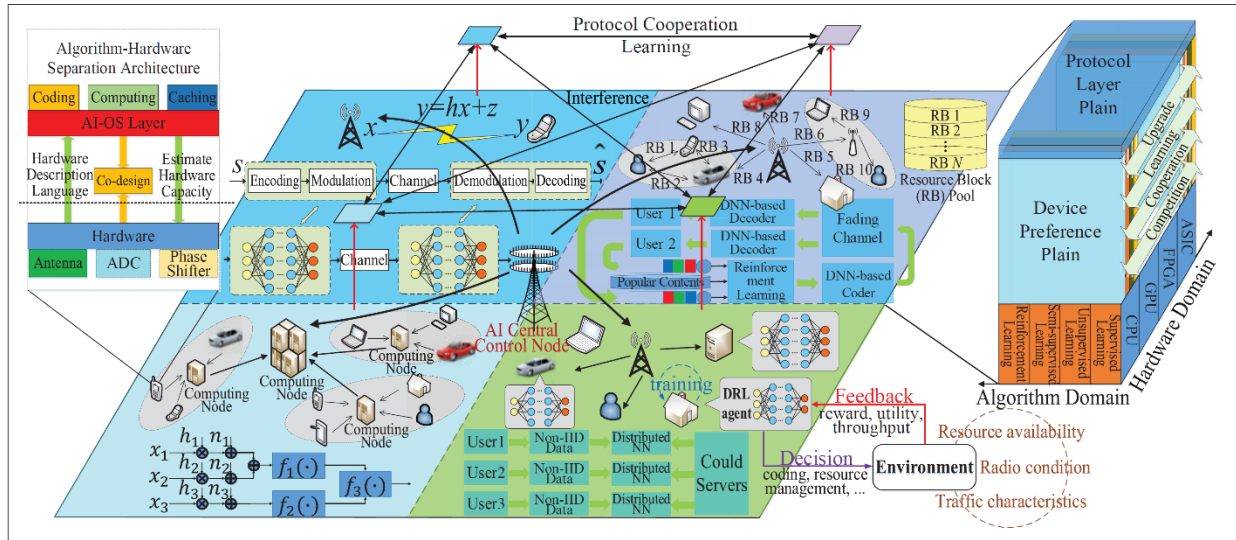 Algorithm-Hardware
Separation Architecture
Coding
Computing
Caching
AI-OS Layer
Hardware
Description
Language
Co-design
Estimate
Hardware
Capacity
Hardware
Antenna
ADC
Phase
Shifter
Protocol Cooperation
Learning
Interference
y=hx+z
x
y
S
Encoding
Modulation
Channel
Demodulation
Decoding
ŝ
Channel
RB 1
RB 2
RB 3
RB 4
RB 5
RB 6
RB 7
RB 8
RB 9
RB 10
RB 1
RB 2
...
RB N
Resource Block
(RB) Pool
User 1
DNN-based
Decoder
Fading
Channel
User 2
DNN-based
Decoder
Popular Contents
Reinforce
ment
Learning
DNN-based
Coder
AI Central
Control Node
Computing
Node
Computing
Node
Computing
Node
Computing
Node
x1
h1
n1
x2
h2
n2
x3
h3
n3
f1(·)
f2(·)
f3(·)
training
DRL
agent
User1
Non-IID
Data
Distributed
NN
User2
Non-IID
Data
Distributed
NN
User3
Non-IID
Data
Distributed
NN
Could
Servers
Feedback
reward, utility,
throughput
Decision
coding, resource
management, ...
Environment
Resource availability
Radio condition
Traffic characteristics
Protocol
Layer
Plain
Device
Preference
Plain
Upgrade
Learning
Cooperation
Competition
Reinforcement
Learning
Semi-supervised
Learning
Unsupervised
Learning
Supervised
Learning
CPU
GPU
FPGA
ASIC
Algorithm Domain
Hardware Domain